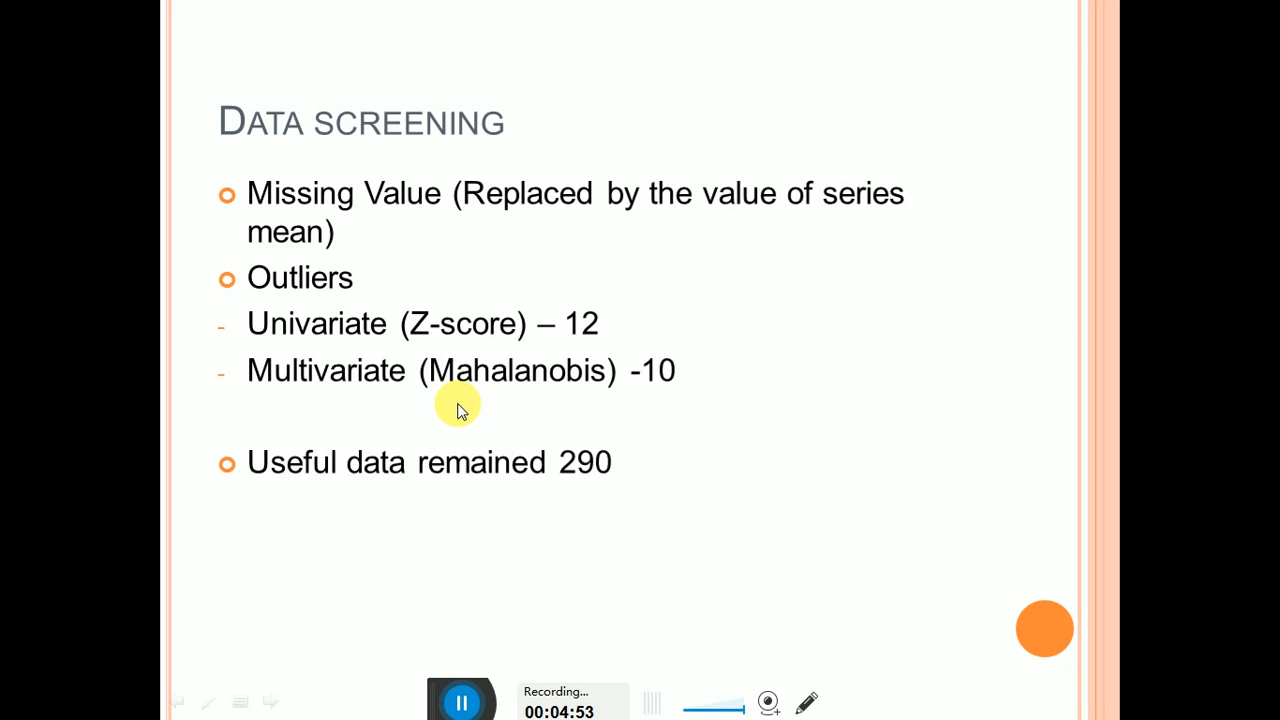 DATA SCREENING
Missing Value (Replaced by the value of series
mean)
Outliers
- Univariate (Z-score) – 12
- Multivariate (Mahalanobis) -10
Useful data remained 290
Recording...
00:04:53